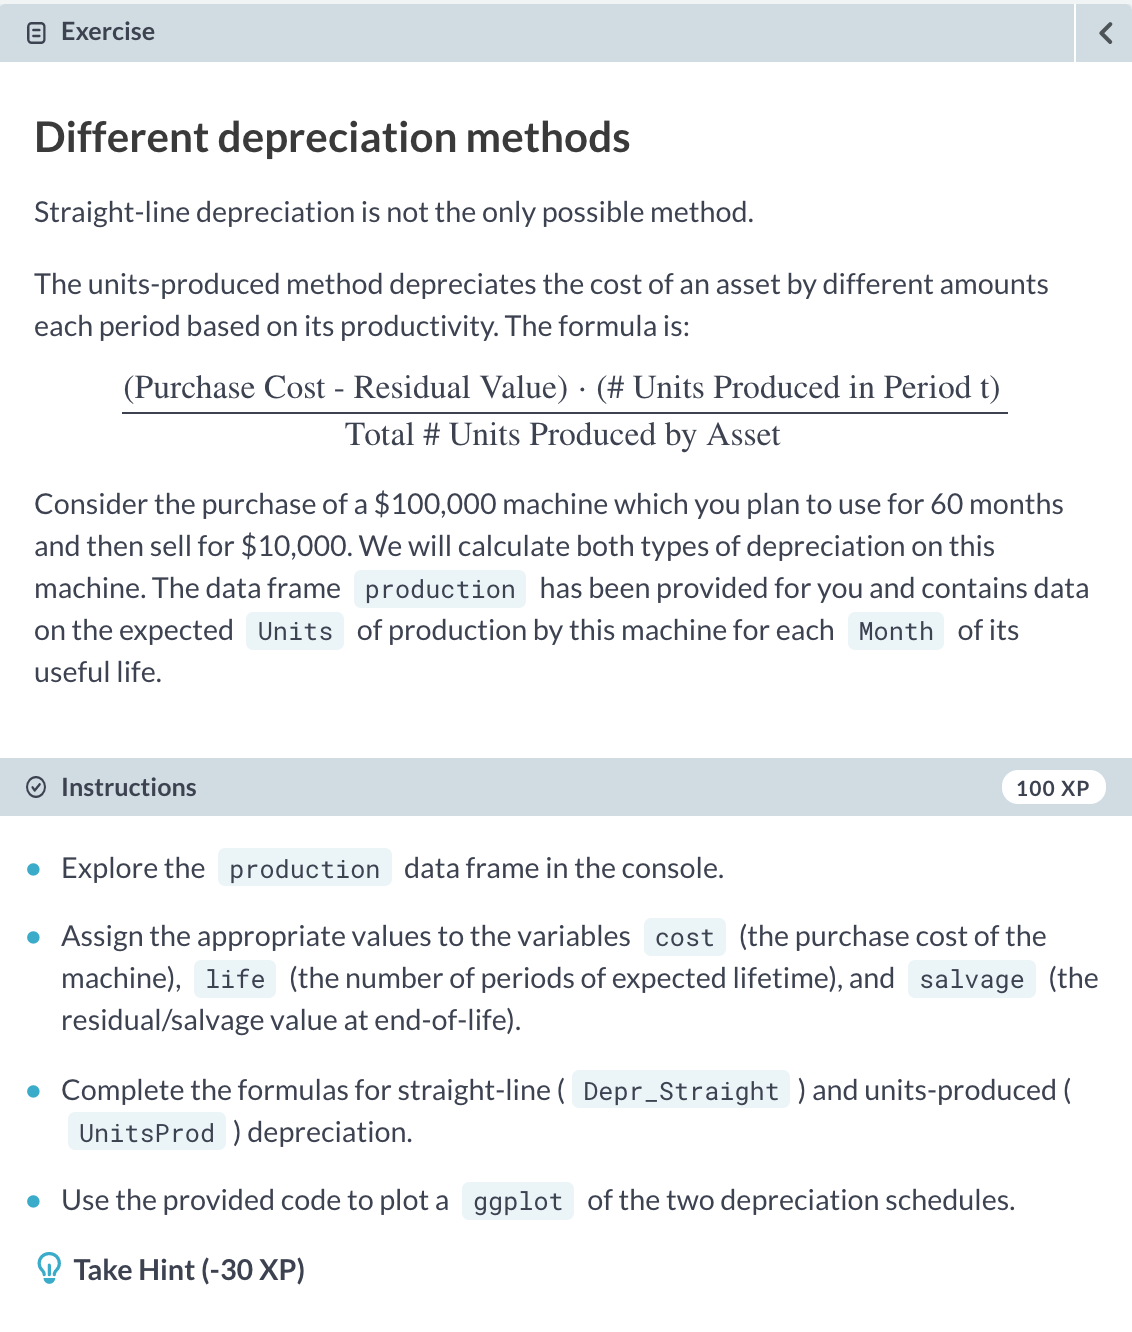 Exercise
Different depreciation methods
Straight-line depreciation is not the only possible method.
The units-produced method depreciates the cost of an asset by different amounts
each period based on its productivity. The formula is:
(Purchase Cost - Residual Value) · (# Units Produced in Period t)
Total # Units Produced by Asset
Consider the purchase of a $100,000 machine which you plan to use for 60 months
and then sell for $10,000. We will calculate both types of depreciation on this
machine. The data frame production has been provided for you and contains data
on the expected Units of production by this machine for each Month of its
useful life.
Instructions
100 XP
Explore the production data frame in the console.
Assign the appropriate values to the variables cost (the purchase cost of the
machine), life (the number of periods of expected lifetime), and salvage (the
residual/salvage value at end-of-life).
Complete the formulas for straight-line ( Depr_Straight ) and units-produced (
UnitsProd ) depreciation.
Use the provided code to plot a ggplot of the two depreciation schedules.
Take Hint (-30 XP)